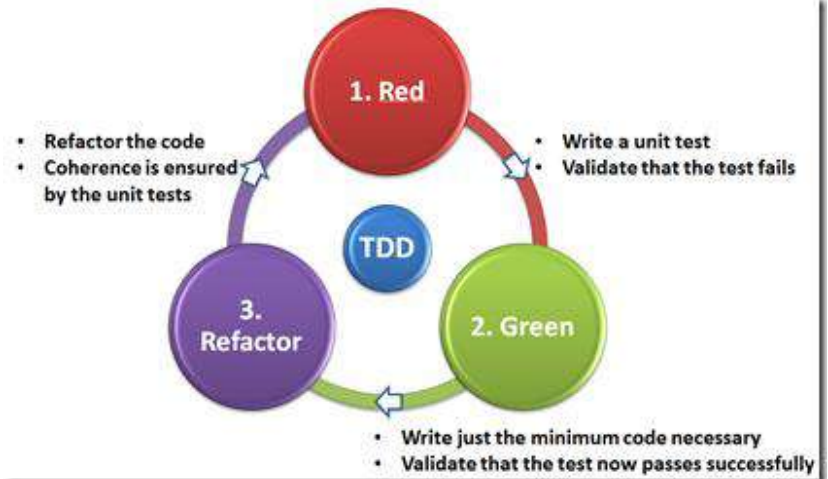 1. Red
• Write a unit test
• Validate that the test fails
• Refactor the code
• Coherence is ensured
by the unit tests
TDD
3.
Refactor
2. Green
• Write just the minimum code necessary
• Validate that the test now passes successfully